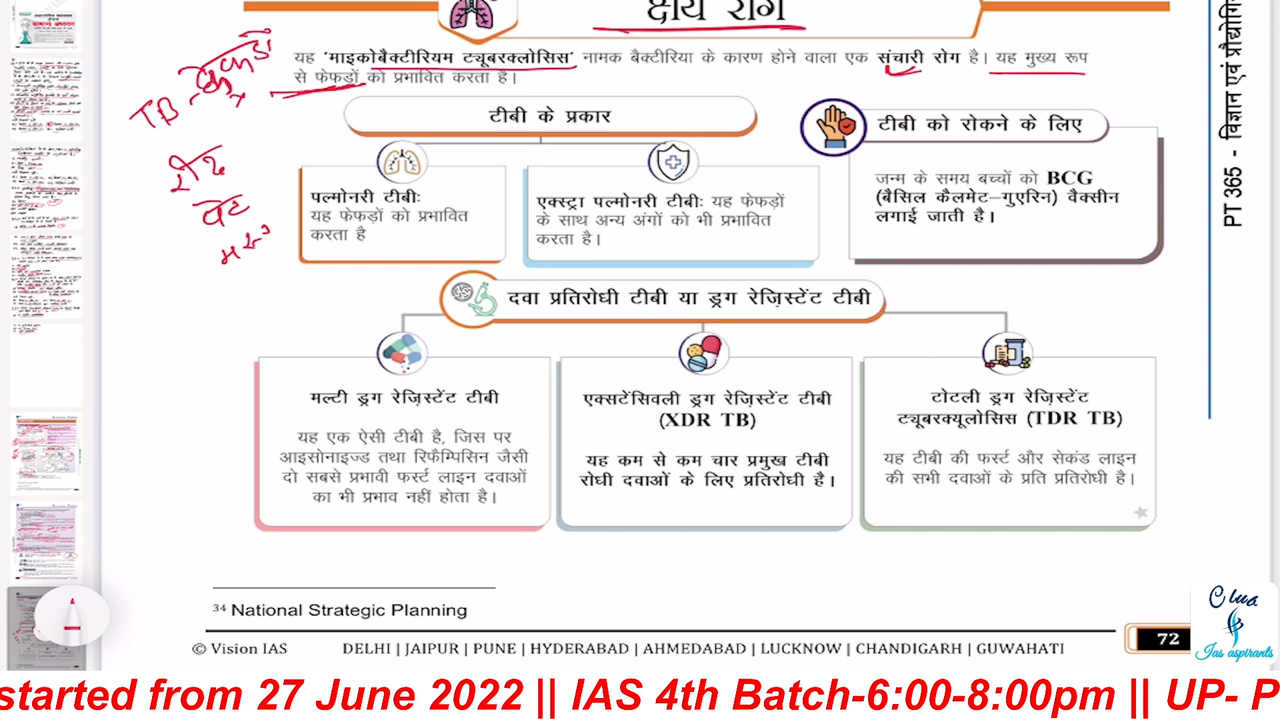 क्षय रोग
यह 'माइकोबैक्टीरियम ट्यूबरक्लोसिस' नामक बैक्टीरिया के कारण होने वाला एक संचारी रोग है। यह मुख्य रूप
से फेफड़ों को प्रभावित करता है।
TB - फेफड़ों
रीढ
पेट
टीबी के प्रकार
पल्मोनरी टीबीः
यह फेफड़ों को प्रभावित
करता है
एक्स्ट्रा पल्मोनरी टीबीः यह फेफड़ों
के साथ अन्य अंगों को भी प्रभावित
करता है।
टीबी को रोकने के लिए
जन्म के समय बच्चों को BCG
(बैसिल कैलमेट–गुएरिन) वैक्सीन
लगाई जाती है।
दवा प्रतिरोधी टीबी या ड्रग रेज़िस्टेंट टीबी
मल्टी ड्रग रेज़िस्टेंट टीबी
यह एक ऐसी टीबी है, जिस पर
आइसोनाइज्ड तथा रिफैम्पिसिन जैसी
दो सबसे प्रभावी फर्स्ट लाइन दवाओं
का भी प्रभाव नहीं होता है।
एक्सटेंसिवली ड्रग रेज़िस्टेंट टीबी
(XDR TB)
यह कम से कम चार प्रमुख टीबी
रोधी दवाओं के लिए प्रतिरोधी है।
टोटली ड्रग रेज़िस्टेंट
ट्यूबरक्यूलोसिस (TDR TB)
यह टीबी की फर्स्ट और सेकंड लाइन
की सभी दवाओं के प्रति प्रतिरोधी है।
PT 365 - विज्ञान एवं प्रौद्योगि
34 National Strategic Planning
© Vision IAS
DELHI | JAIPUR | PUNE | HYDERABAD | AHMEDABAD | LUCKNOW | CHANDIGARH | GUWAHATI
72
Ias aspirants
started from 27 June 2022 || IAS 4th Batch-6:00-8:00pm || UP- P